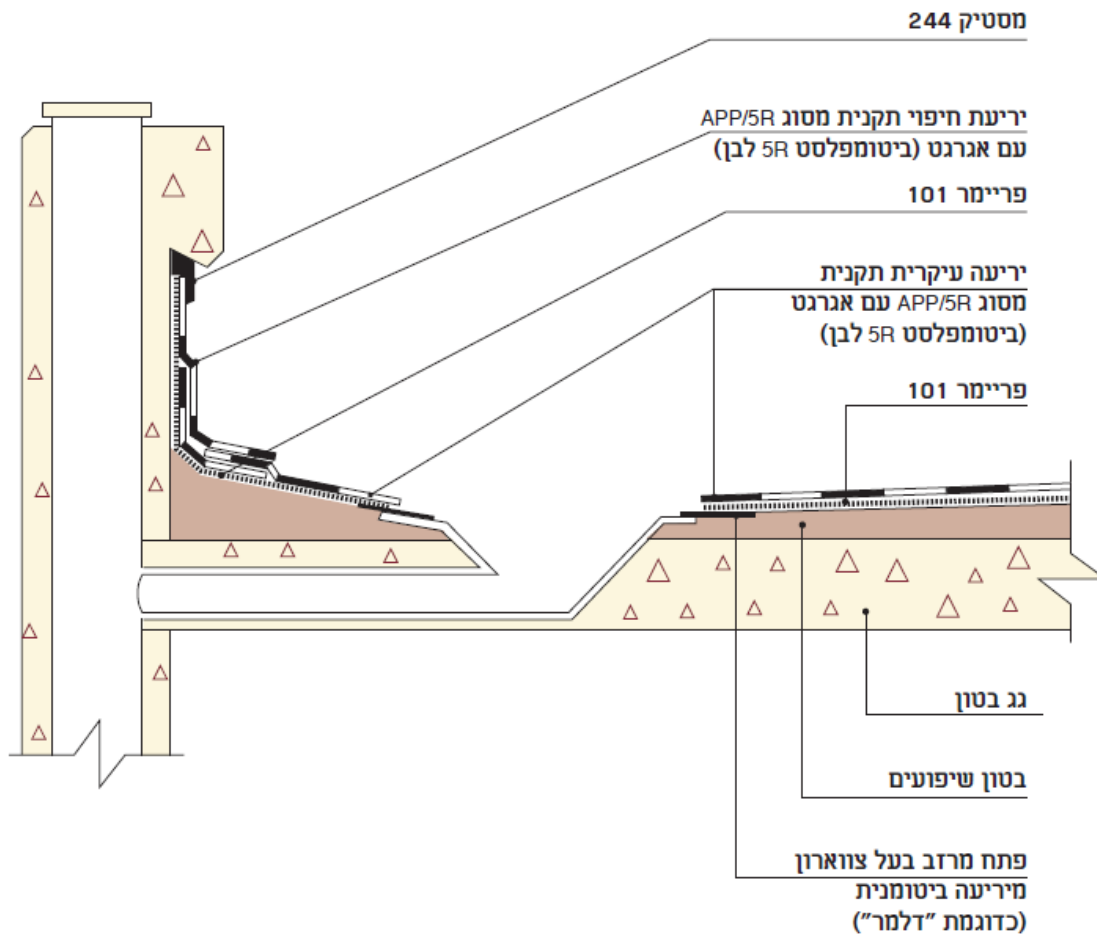 מסטיק 244
יריעת חיפוי תקנית מסוג APP/5R
עם אגרגט (ביטומפלסט 5R לבן)
פריימר 101
יריעה עיקרית תקנית
מסוג APP/5R עם אגרגט
(ביטומפלסט 5R לבן)
פריימר 101
גג בטון
בטון שיפועים
פתח מרזב בעל צווארון
מיריעה ביטומנית
(כדוגמת "דלמר")